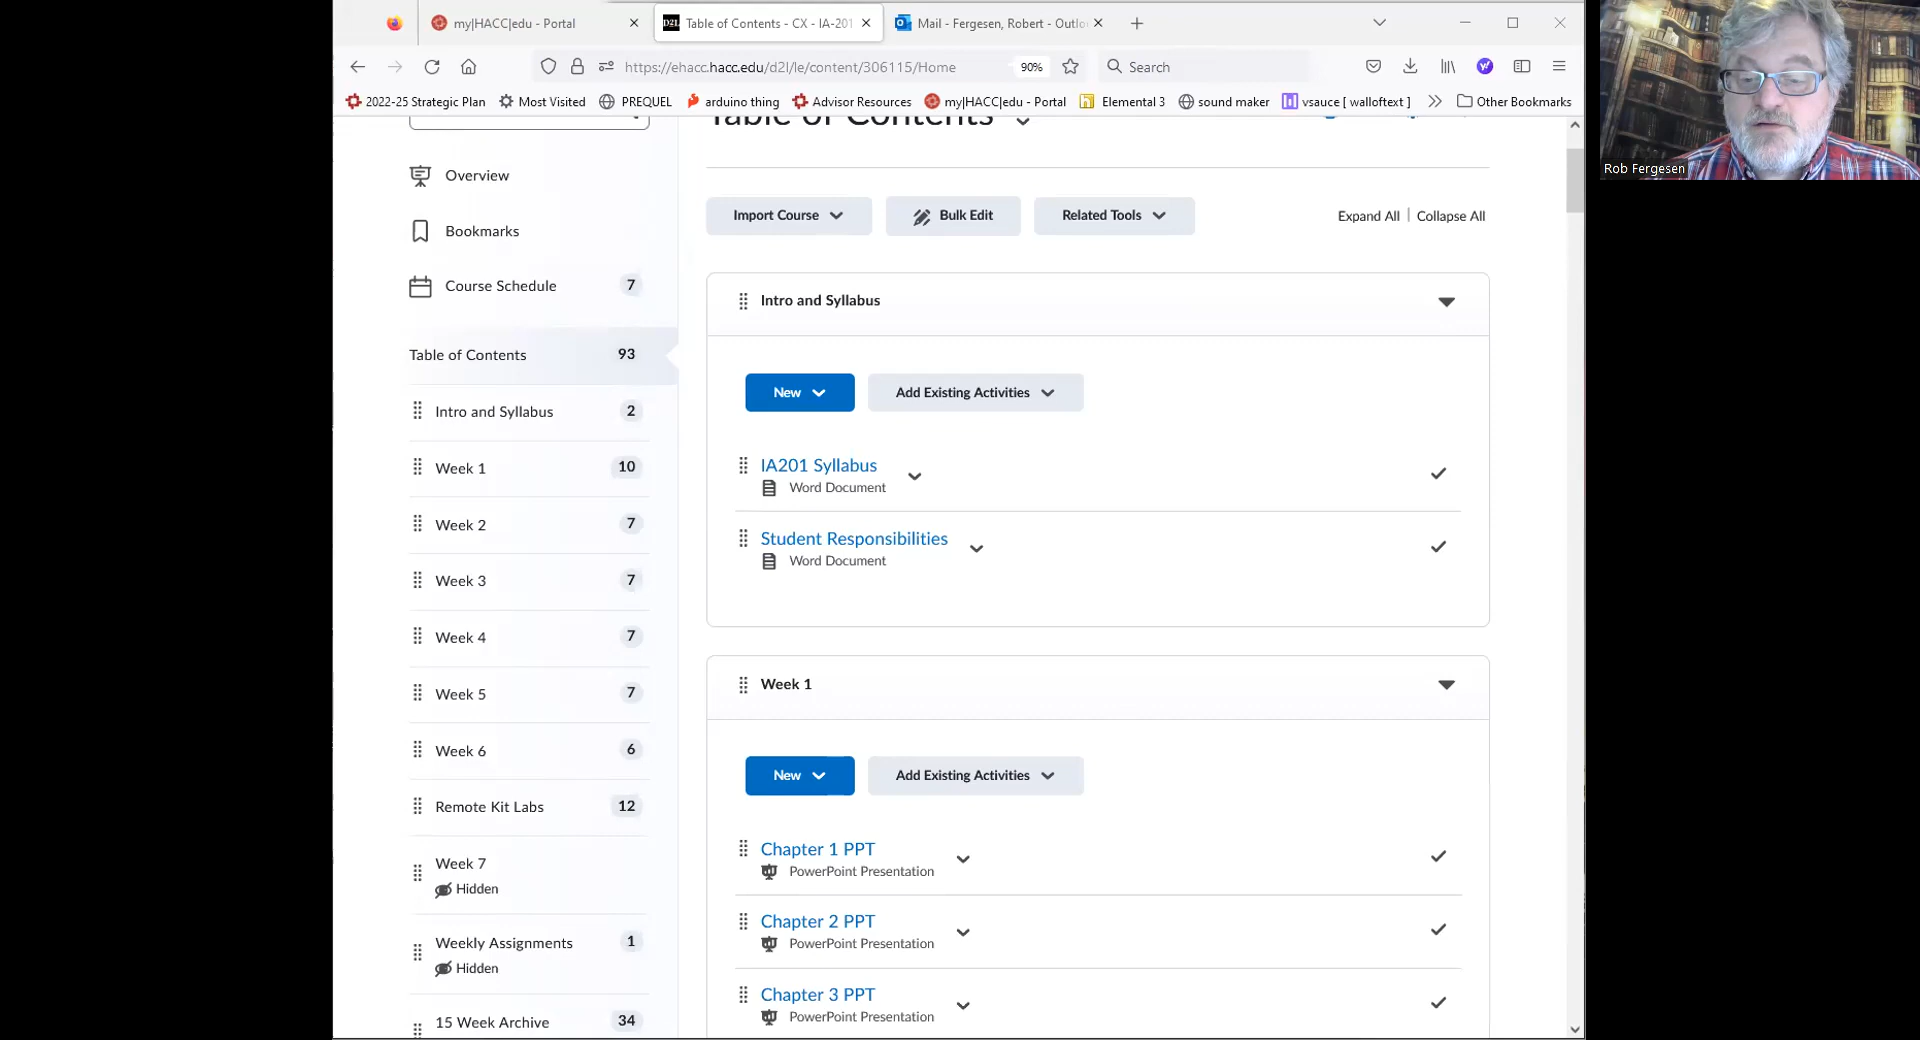 my|HACC|edu - Portal
D2L Table of Contents - CX - IA-201
Mail - Fergesen, Robert - Outlo
https://ehacc.hacc.edu/d2l/le/content/306115/Home
90%
Search
2022-25 Strategic Plan
Most Visited
PREQUEL
arduino thing
Advisor Resources
my|HACC|edu - Portal
Elemental 3
sound maker
vsauce [ walloftext ]
Other Bookmarks
Rob Fergesen
Table of Contents
Overview
Bookmarks
Course Schedule 7
Table of Contents 93
Intro and Syllabus 2
Week 1 10
Week 2 7
Week 3 7
Week 4 7
Week 5 7
Week 6 6
Remote Kit Labs 12
Week 7
Hidden
Weekly Assignments 1
Hidden
15 Week Archive 34
Import Course
Bulk Edit
Related Tools
Expand All | Collapse All
Intro and Syllabus
New
Add Existing Activities
IA201 Syllabus
Word Document
Student Responsibilities
Word Document
Week 1
New
Add Existing Activities
Chapter 1 PPT
PowerPoint Presentation
Chapter 2 PPT
PowerPoint Presentation
Chapter 3 PPT
PowerPoint Presentation